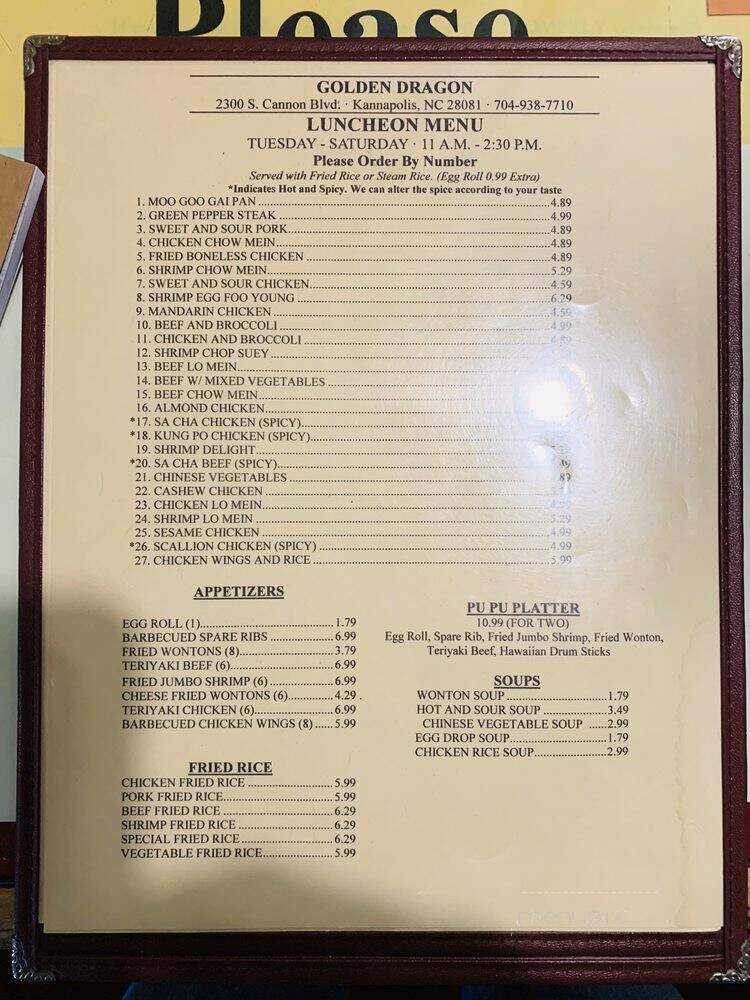 Please
GOLDEN DRAGON
2300 S. Cannon Blvd. · Kannapolis, NC 28081 · 704-938-7710
LUNCHEON MENU
TUESDAY - SATURDAY · 11 A.M. - 2:30 P.M.
Please Order By Number
Served with Fried Rice or Steam Rice. (Egg Roll 0.99 Extra)
*Indicates Hot and Spicy. We can alter the spice according to your taste
1. MOO GOO GAI PAN 4.89
2. GREEN PEPPER STEAK 4.99
3. SWEET AND SOUR PORK 4.89
4. CHICKEN CHOW MEIN 4.89
5. FRIED BONELESS CHICKEN 4.89
6. SHRIMP CHOW MEIN 5.29
7. SWEET AND SOUR CHICKEN 4.59
8. SHRIMP EGG FOO YOUNG 6.29
9. MANDARIN CHICKEN 4.59
10. BEEF AND BROCCOLI 4.99
11. CHICKEN AND BROCCOLI 4.89
12. SHRIMP CHOP SUEY
13. BEEF LO MEIN
14. BEEF W/ MIXED VEGETABLES
15. BEEF CHOW MEIN
16. ALMOND CHICKEN
*17. SA CHA CHICKEN (SPICY)
*18. KUNG PO CHICKEN (SPICY)
19. SHRIMP DELIGHT
*20. SA CHA BEEF (SPICY)
21. CHINESE VEGETABLES
22. CASHEW CHICKEN
23. CHICKEN LO MEIN
24. SHRIMP LO MEIN 5.29
25. SESAME CHICKEN 4.99
*26. SCALLION CHICKEN (SPICY) 4.99
27. CHICKEN WINGS AND RICE 5.99
APPETIZERS
EGG ROLL (1) 1.79
BARBECUED SPARE RIBS 6.99
FRIED WONTONS (8) 3.79
TERIYAKI BEEF (6) 6.99
FRIED JUMBO SHRIMP (6) 6.99
CHEESE FRIED WONTONS (6) 4.29 .
TERIYAKI CHICKEN (6) 6.99
BARBECUED CHICKEN WINGS (8) 5.99
FRIED RICE
CHICKEN FRIED RICE 5.99
PORK FRIED RICE 5.99
BEEF FRIED RICE 6.29
SHRIMP FRIED RICE 6.29
SPECIAL FRIED RICE 6.29
VEGETABLE FRIED RICE 5.99
PU PU PLATTER
10.99 (FOR TWO)
Egg Roll, Spare Rib, Fried Jumbo Shrimp, Fried Wonton,
Teriyaki Beef, Hawaiian Drum Sticks
SOUPS
WONTON SOUP 1.79
HOT AND SOUR SOUP 3.49
CHINESE VEGETABLE SOUP 2.99
EGG DROP SOUP 1.79
CHICKEN RICE SOUP 2.99